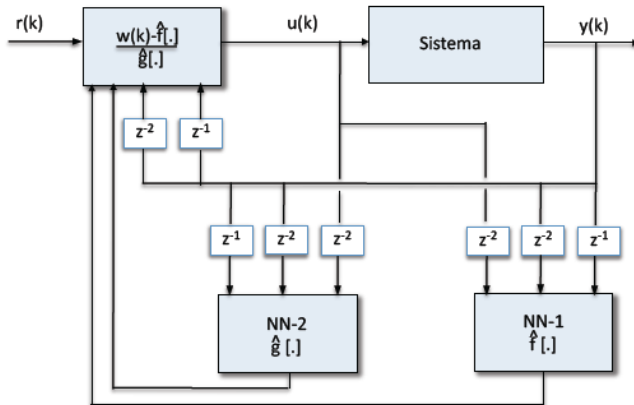 r(k)
w(k)-f̂[.]
ĝ[.]
u(k)
Sistema
y(k)
z⁻²
z⁻¹
z⁻¹
z⁻²
z⁻²
z⁻²
z⁻²
z⁻¹
NN-2
ĝ [.]
NN-1
f̂ [.]